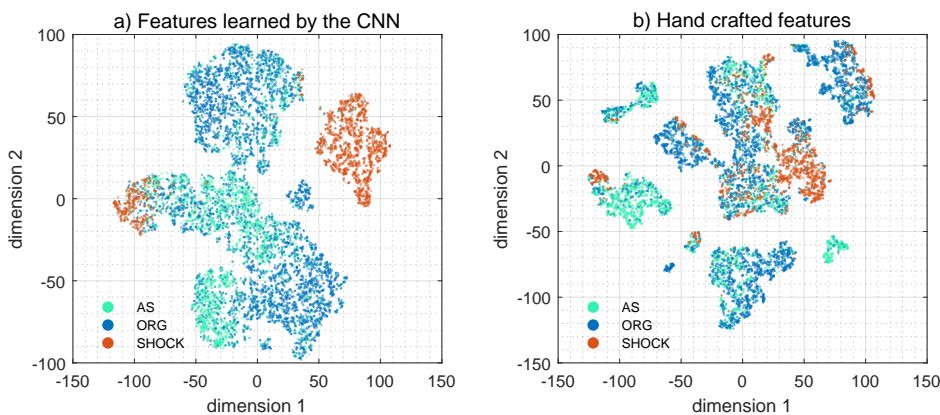 a) Features learned by the CNN
100
50
0
-50
-100
dimension 2
AS
ORG
SHOCK
-150 -100 -50 0 50 100 150
dimension 1
b) Hand crafted features
100
50
0
-50
-100
-150
dimension 2
AS
ORG
SHOCK
-150 -100 -50 0 50 100 150
dimension 1